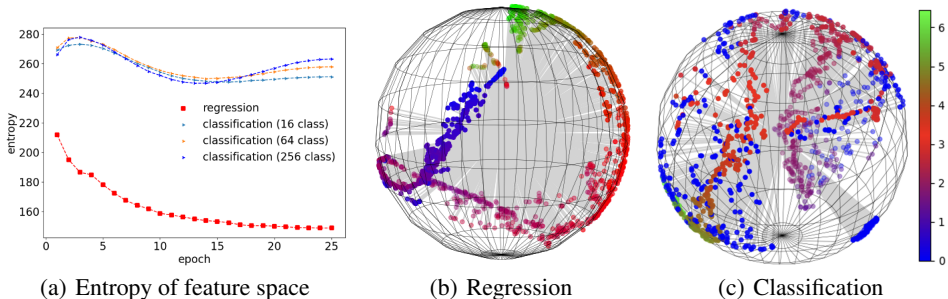 280
260
240
220
200
180
160
entropy
regression
classification (16 class)
classification (64 class)
classification (256 class)
0 5 10 15 20 25
epoch
6
5
4
3
2
1
0
(a) Entropy of feature space
(b) Regression
(c) Classification